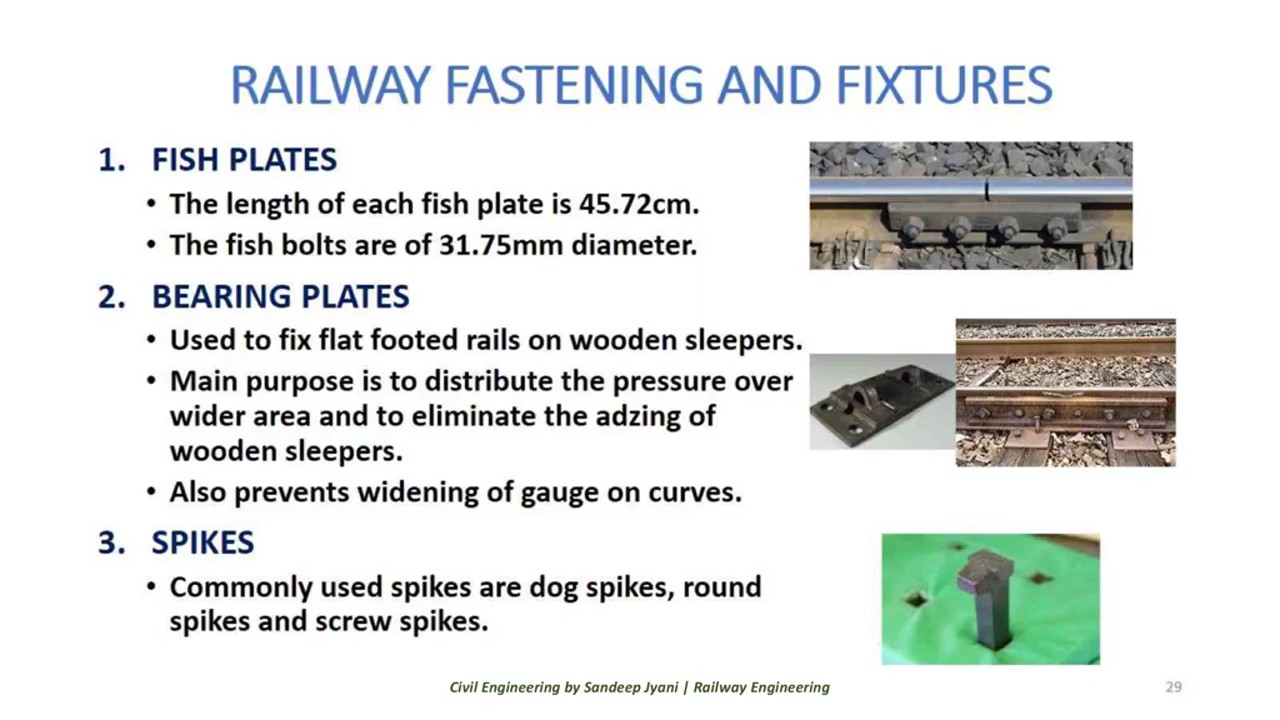 RAILWAY FASTENING AND FIXTURES
1. FISH PLATES
• The length of each fish plate is 45.72cm.
• The fish bolts are of 31.75mm diameter.
2. BEARING PLATES
• Used to fix flat footed rails on wooden sleepers.
• Main purpose is to distribute the pressure over
wider area and to eliminate the adzing of
wooden sleepers.
• Also prevents widening of gauge on curves.
3. SPIKES
• Commonly used spikes are dog spikes, round
spikes and screw spikes.
Civil Engineering by Sandeep Jyani | Railway Engineering
29